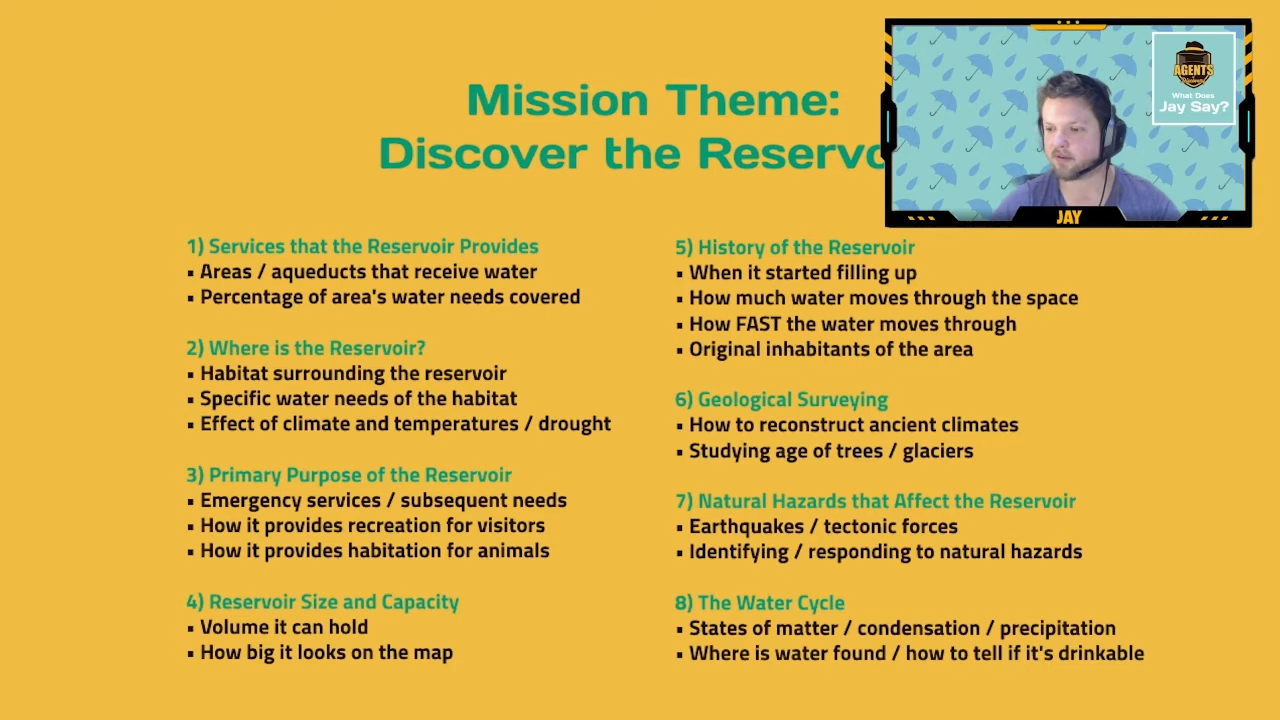 Mission Theme:
Discover the Reservo
1) Services that the Reservoir Provides
▪ Areas / aqueducts that receive water
▪ Percentage of area's water needs covered
2) Where is the Reservoir?
▪ Habitat surrounding the reservoir
▪ Specific water needs of the habitat
▪ Effect of climate and temperatures / drought
3) Primary Purpose of the Reservoir
▪ Emergency services / subsequent needs
▪ How it provides recreation for visitors
▪ How it provides habitation for animals
4) Reservoir Size and Capacity
▪ Volume it can hold
▪ How big it looks on the map
5) History of the Reservoir
▪ When it started filling up
▪ How much water moves through the space
▪ How FAST the water moves through
▪ Original inhabitants of the area
6) Geological Surveying
▪ How to reconstruct ancient climates
▪ Studying age of trees / glaciers
7) Natural Hazards that Affect the Reservoir
▪ Earthquakes / tectonic forces
▪ Identifying / responding to natural hazards
8) The Water Cycle
▪ States of matter / condensation / precipitation
▪ Where is water found / how to tell if it's drinkable
AGENTS
What Does
Jay Say?
JAY